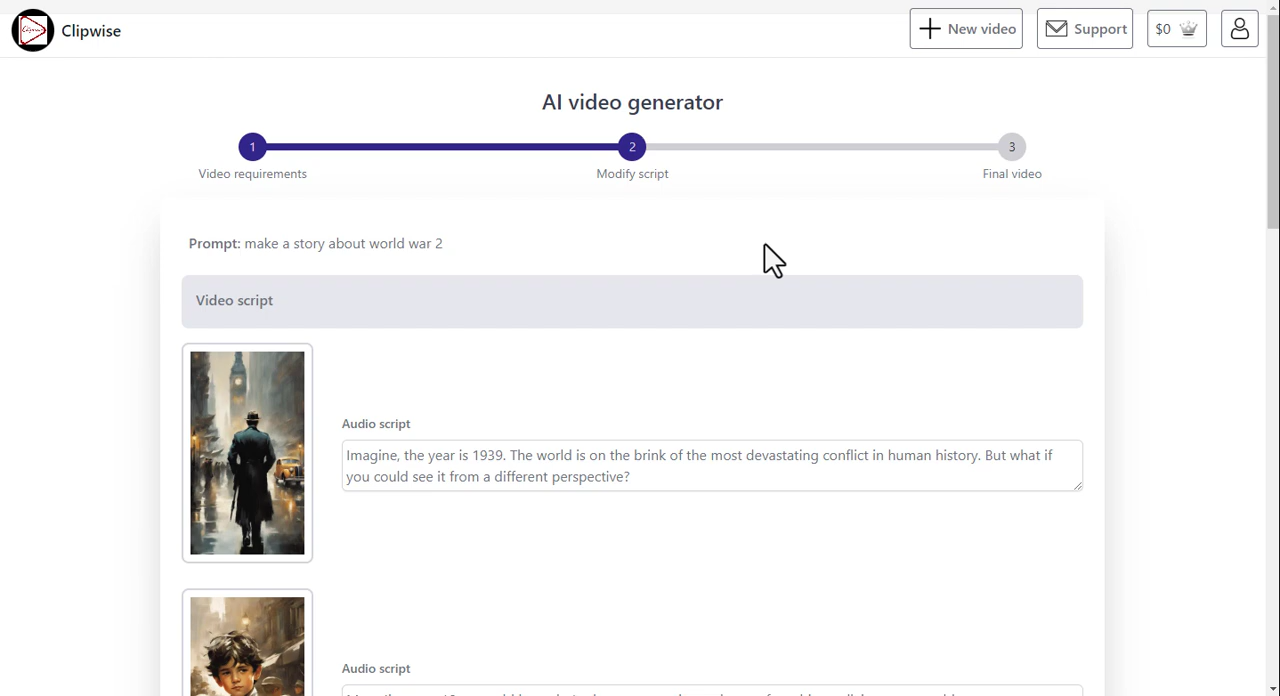 Clipwise
New video
Support
$0
AI video generator
1
2
3
Video requirements
Modify script
Final video
Prompt: make a story about world war 2
Video script
Audio script
Imagine, the year is 1939. The world is on the brink of the most devastating conflict in human history. But what if
you could see it from a different perspective?
Audio script